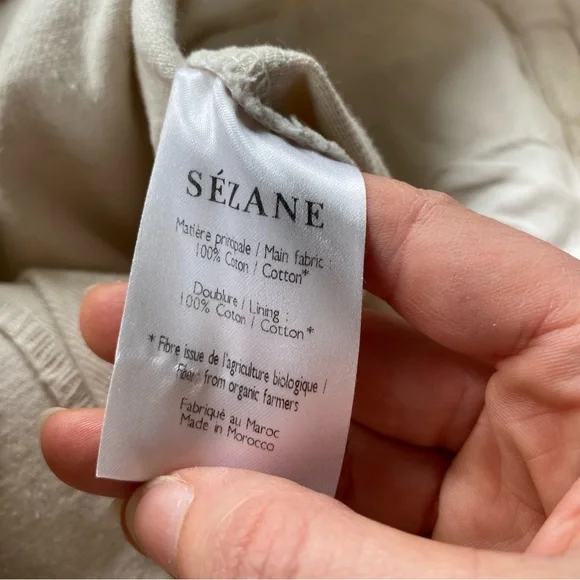 SÉZANE
Matière principale / Main fabric :
100% Coton / Cotton*
Doublure / Lining :
100% Coton / Cotton*
* Fibre issue de l'agriculture biologique /
Fiber from organic farmers
Fabriqué au Maroc
Made in Morocco